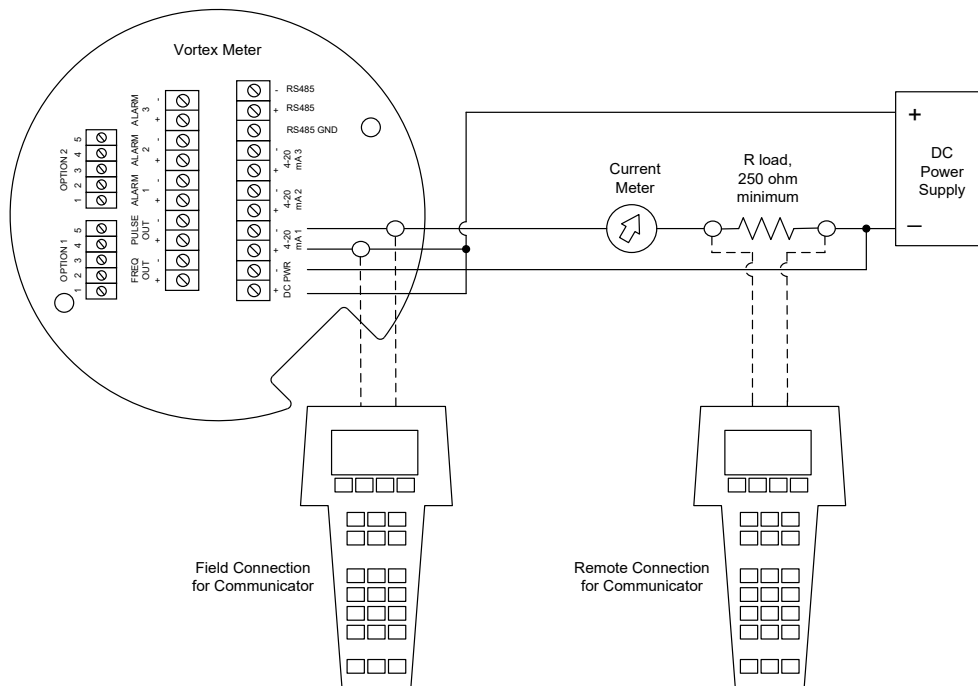 Vortex Meter
- RS485
+ RS485
RS485 GND
- 4-20
+ mA 3
- 4-20
+ mA 2
- 4-20
+ mA 1
- DC PWR
+
ALARM
3
- +
ALARM
2
- +
ALARM
1
- +
PULSE
OUT
- +
FREQ
OUT
- +
OPTION 2
5
4
3
2
1
OPTION 1
5
4
3
2
1
Current
Meter
R load,
250 ohm
minimum
+
DC
Power
Supply
–
Field Connection
for Communicator
Remote Connection
for Communicator